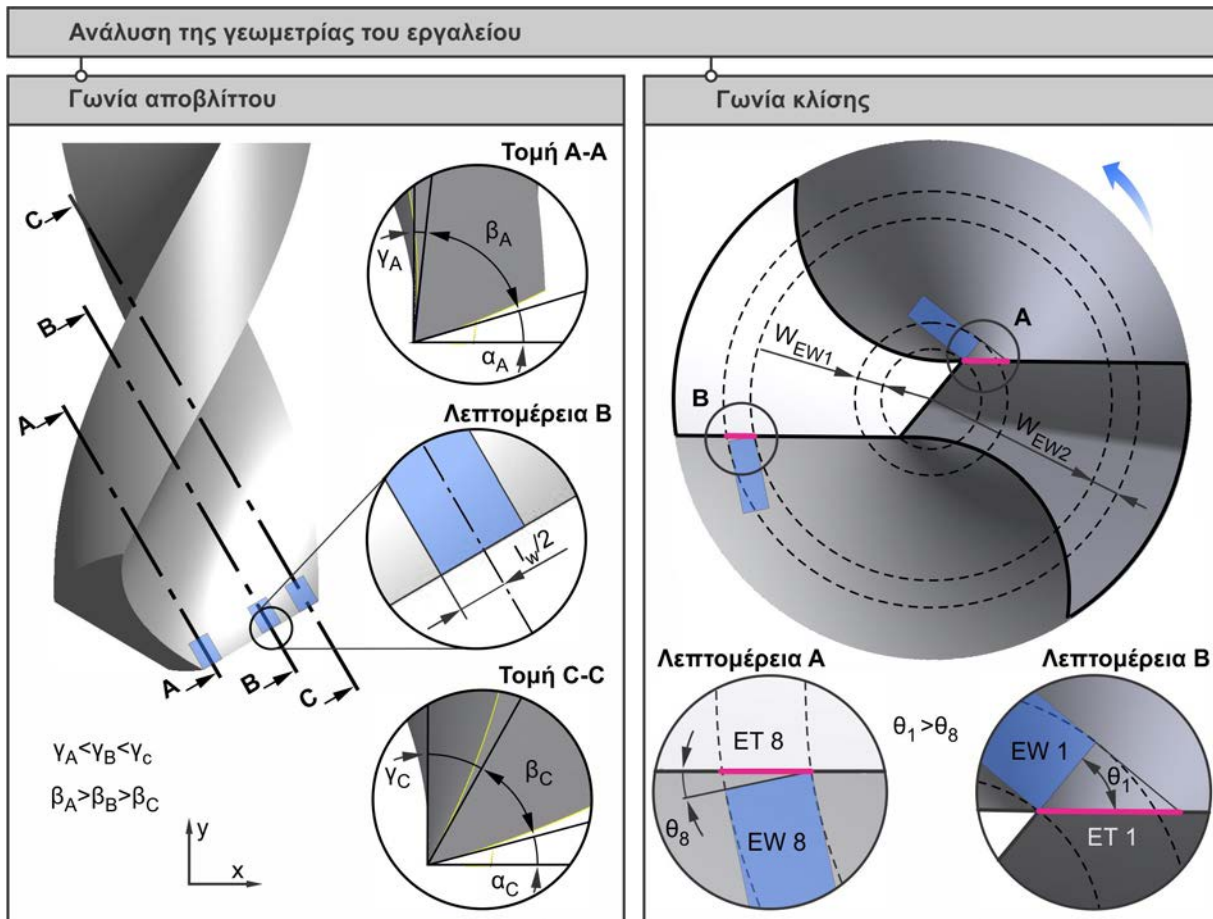 Ανάλυση της γεωμετρίας του εργαλείου
Γωνία αποβλίττου
C
B
A
A
B
C
Τομή A-A
γA
βA
αA
Λεπτομέρεια B
lw/2
Τομή C-C
γC
βC
αC
γA<γB<γc
βA>βB>βC
y
x
Γωνία κλίσης
A
WEW1
B
WEW2
Λεπτομέρεια A
ET 8
θ8
EW 8
θ1>θ8
Λεπτομέρεια B
EW 1
θ1
ET 1